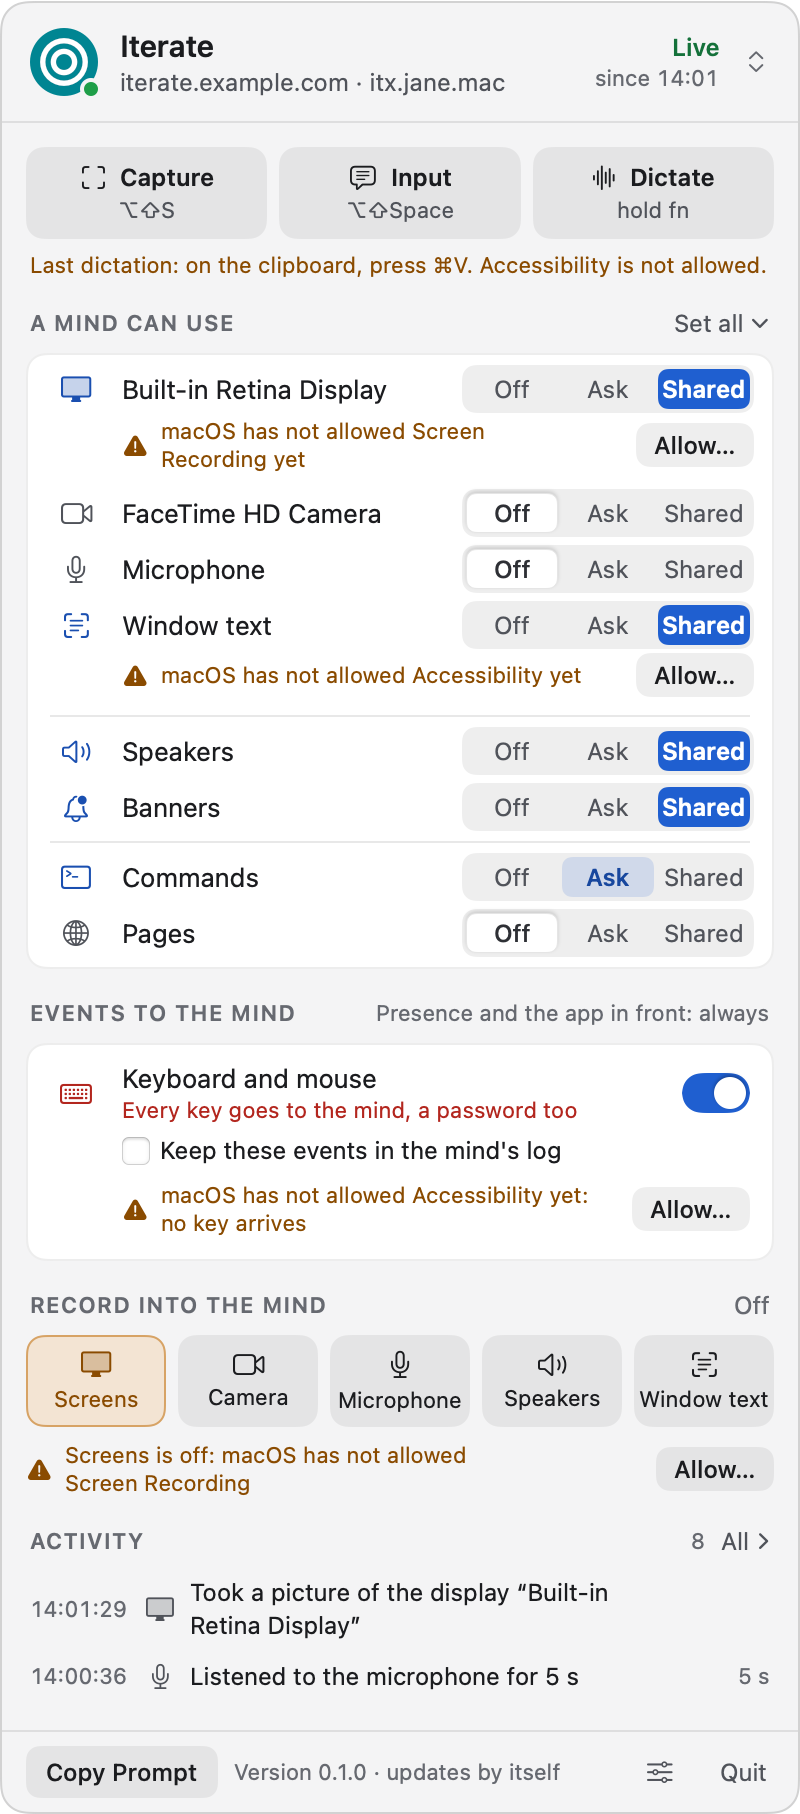 Iterate
iterate.example.com · itx.jane.mac
Live
since 14:01
Capture
⌥⇧S
Input
⌥⇧Space
Dictate
hold fn
Last dictation: on the clipboard, press ⌘V. Accessibility is not allowed.
A MIND CAN USE
Set all
Built-in Retina Display
Off Ask Shared
macOS has not allowed Screen
Recording yet
Allow...
FaceTime HD Camera
Off Ask Shared
Microphone
Off Ask Shared
Window text
Off Ask Shared
macOS has not allowed Accessibility yet
Allow...
Speakers
Off Ask Shared
Banners
Off Ask Shared
Commands
Off Ask Shared
Pages
Off Ask Shared
EVENTS TO THE MIND
Presence and the app in front: always
Keyboard and mouse
Every key goes to the mind, a password too
Keep these events in the mind's log
macOS has not allowed Accessibility yet:
no key arrives
Allow...
RECORD INTO THE MIND
Off
Screens
Camera
Microphone
Speakers
Window text
Screens is off: macOS has not allowed
Screen Recording
Allow...
ACTIVITY
8 All
14:01:29
Took a picture of the display “Built-in
Retina Display”
14:00:36
Listened to the microphone for 5 s
5 s
Copy Prompt
Version 0.1.0 · updates by itself
Quit